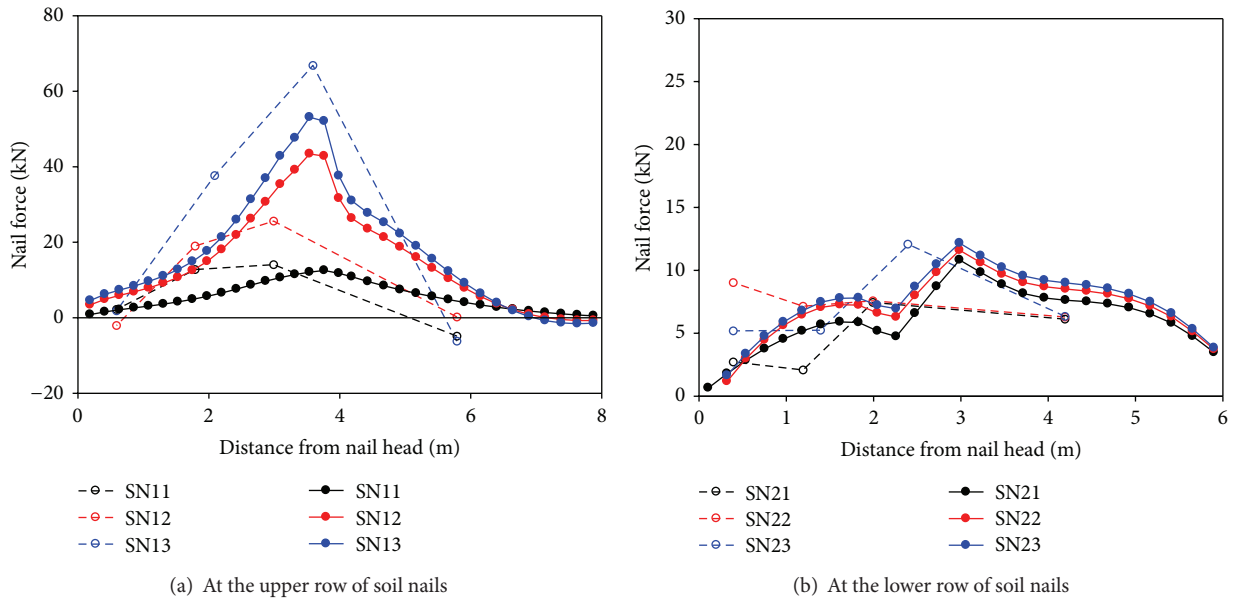 80
60
40
20
0
−20
Nail force (kN)
0 2 4 6 8
Distance from nail head (m)
SN11 SN11
SN12 SN12
SN13 SN13
(a) At the upper row of soil nails
30
25
20
15
10
5
0
Nail force (kN)
0 1 2 3 4 5 6
Distance from nail head (m)
SN21 SN21
SN22 SN22
SN23 SN23
(b) At the lower row of soil nails